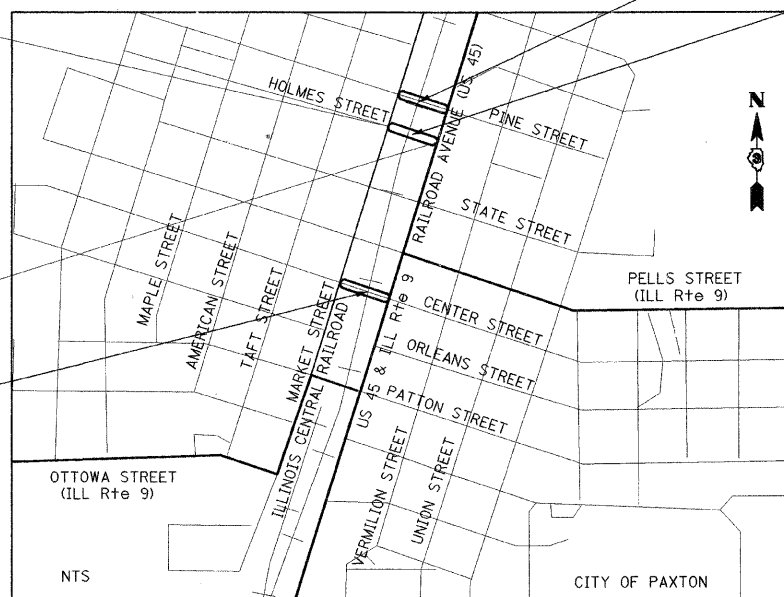 HOLMES STREET
RAILROAD AVENUE (US 45)
PINE STREET
N
STATE STREET
MAPLE STREET
AMERICAN STREET
TAFT STREET
MARKET STREET
ILLINOIS CENTRAL RAILROAD
US 45 & ILL Rte 9
PELLS STREET
(ILL Rte 9)
CENTER STREET
ORLEANS STREET
PATTON STREET
OTTOWA STREET
(ILL Rte 9)
VERMILION STREET
UNION STREET
NTS
CITY OF PAXTON